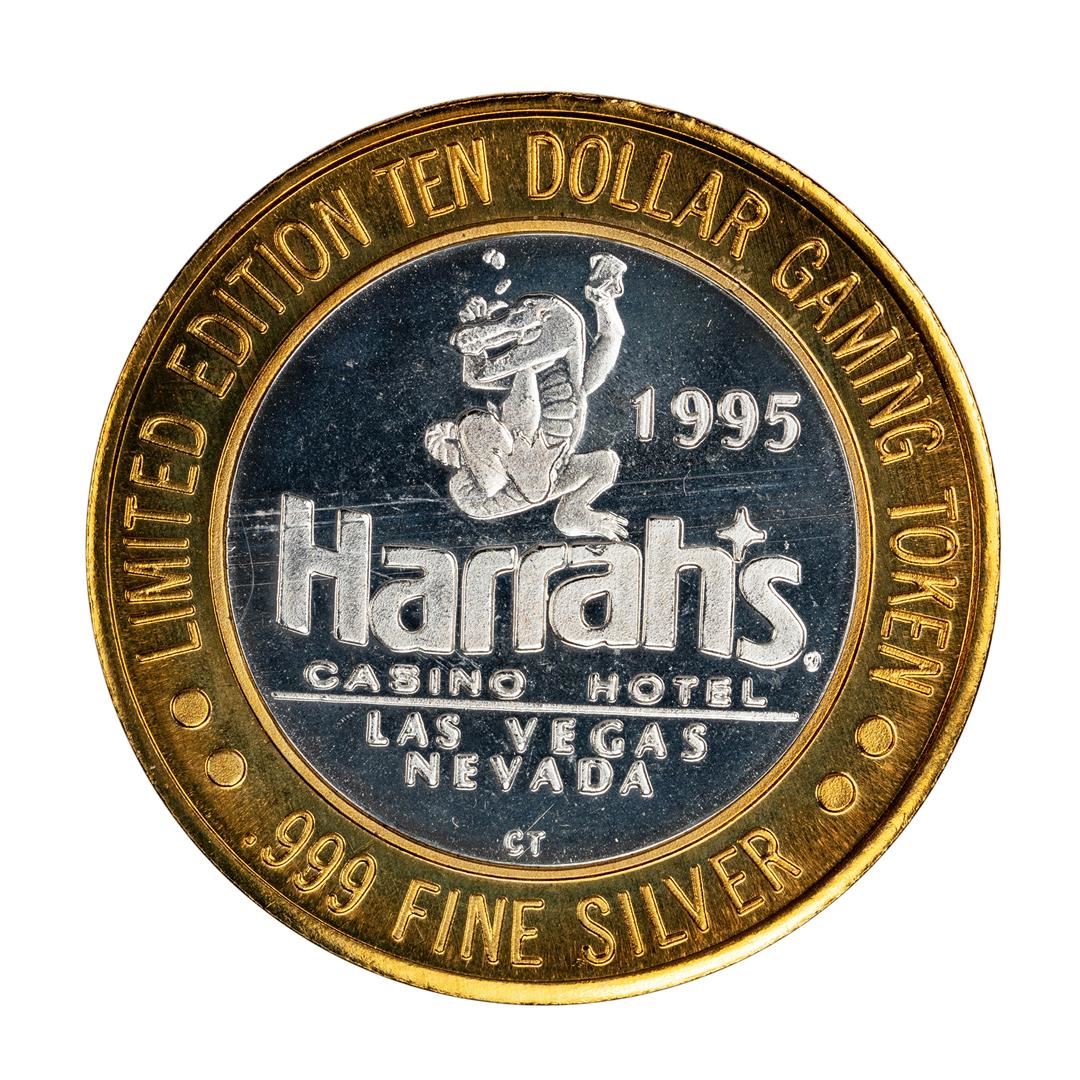 LIMITED EDITION TEN DOLLAR GAMING TOKEN
1995
Harrah's
CASINO HOTEL
LAS VEGAS
NEVADA
CT
.999 FINE SILVER